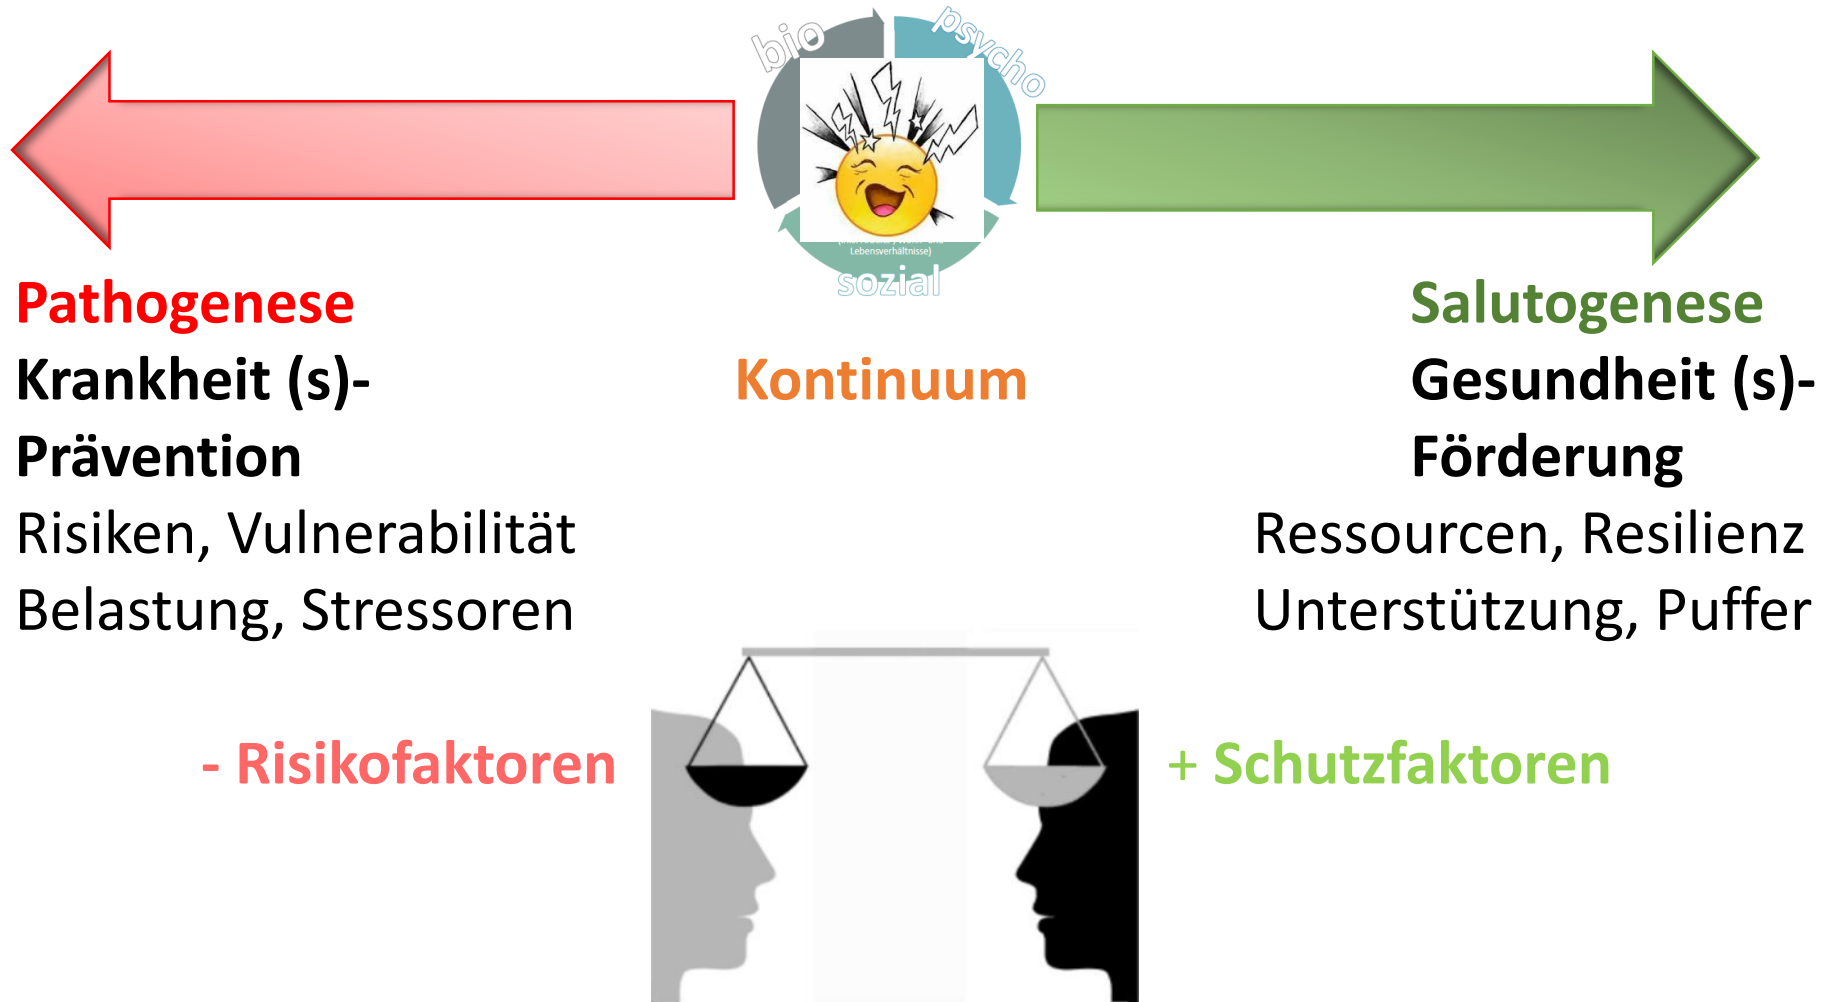 bio
psycho
Lebensverhältnisse)
sozial
Pathogenese
Salutogenese
Krankheit (s)-
Kontinuum
Gesundheit (s)-
Prävention
Förderung
Risiken, Vulnerabilität
Ressourcen, Resilienz
Belastung, Stressoren
Unterstützung, Puffer
- Risikofaktoren
+ Schutzfaktoren